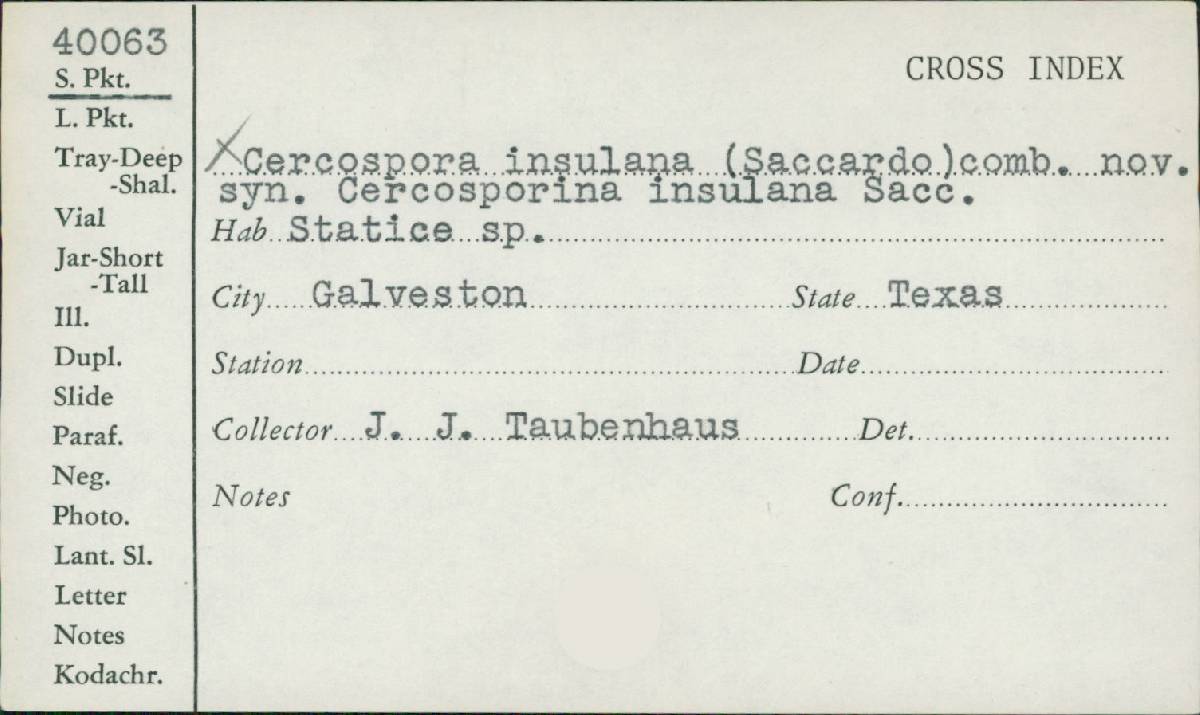 40063
S. Pkt.
L. Pkt.
Tray-Deep
-Shal.
Vial
Jar-Short
-Tall
Ill.
Dupl.
Slide
Paraf.
Neg.
Photo.
Lant. Sl.
Letter
Notes
Kodachr.
CROSS INDEX
Cercospora insulana (Saccardo)comb. nov.
syn. Cercosporina insulana Sacc.
Hab Statice sp.
City Galveston State Texas
Station Date
Collector J. J. Taubenhaus Det.
Notes Conf.